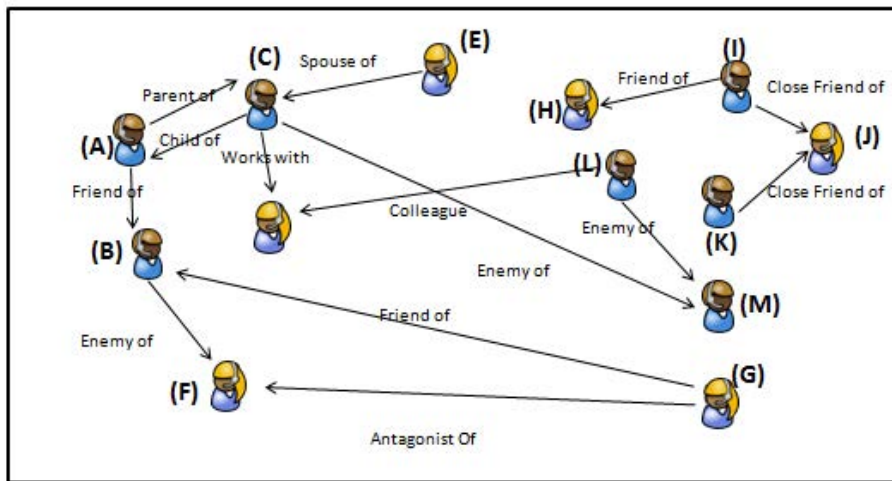 (E)
(C)
Spouse of
(I)
Friend of
Close Friend of
Parent of
(H)
(A)
Child of
(J)
Works with
(L)
Friend of
Close Friend of
Colleague
Enemy of
(K)
(B)
Enemy of
(M)
Friend of
Enemy of
(G)
(F)
Antagonist Of